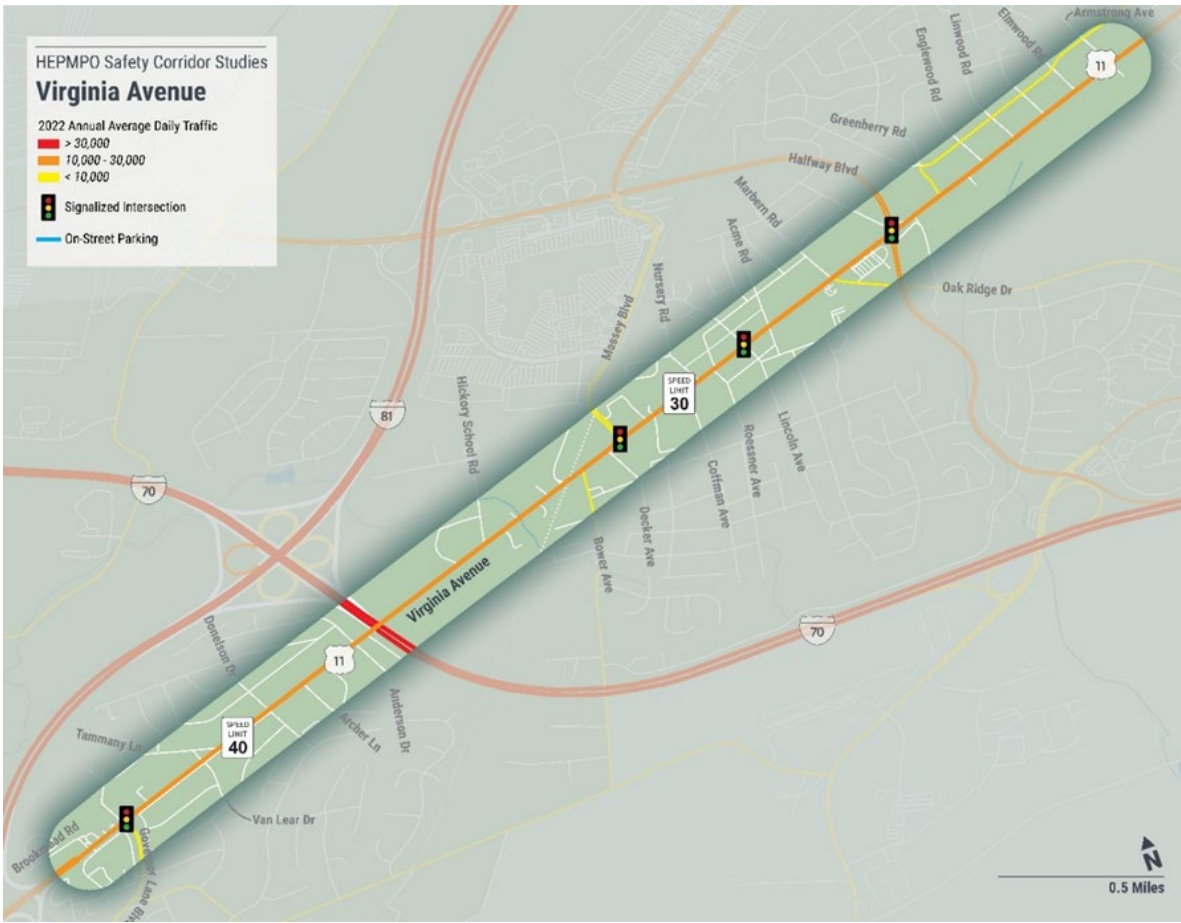 HEPMPO Safety Corridor Studies
Virginia Avenue
2022 Annual Average Daily Traffic
> 30,000
10,000 - 30,000
< 10,000
Signalized Intersection
On-Street Parking
Armstrong Ave
Elmwood Rd
Linwood Rd
Englewood Rd
11
Greenberry Rd
Halfway Blvd
Marbern Rd
Acme Rd
Oak Ridge Dr
Nursery Rd
Massey Blvd
SPEED
LIMIT
30
81
Hickory School Rd
Lincoln Ave
Roessner Ave
Coffman Ave
70
Decker Ave
Bower Ave
Virginia Avenue
70
Donelson Dr
11
Anderson Dr
Archer Ln
SPEED
LIMIT
40
Tammany Ln
Van Lear Dr
Brookmead Rd
Governor Lane Blvd
N
0.5 Miles